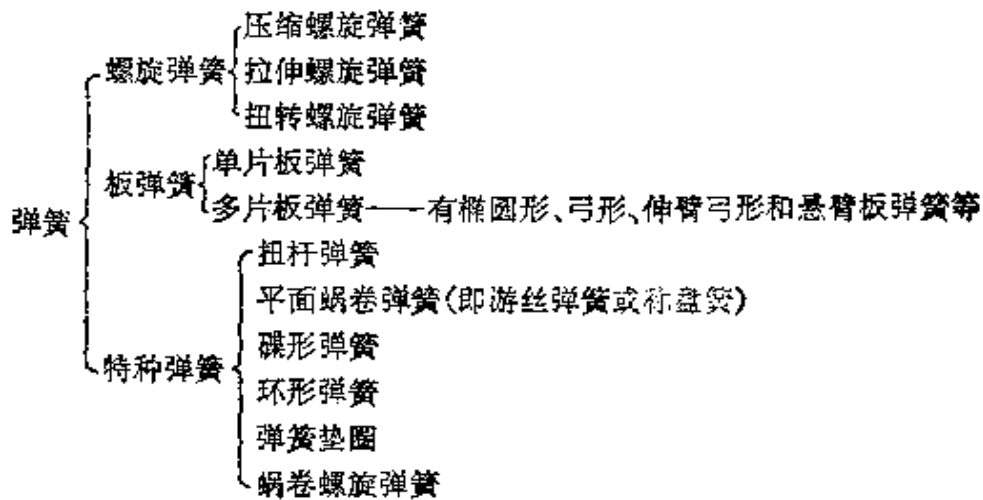 压缩螺旋弹簧
螺旋弹簧
拉伸螺旋弹簧
扭转螺旋弹簧
单片板弹簧
板弹簧
多片板弹簧——有椭圆形、弓形、伸臂弓形和悬臂板弹簧等
弹簧
扭杆弹簧
平面蜗卷弹簧(即游丝弹簧或称盘簧)
碟形弹簧
特种弹簧
环形弹簧
弹簧垫圈
蜗卷螺旋弹簧